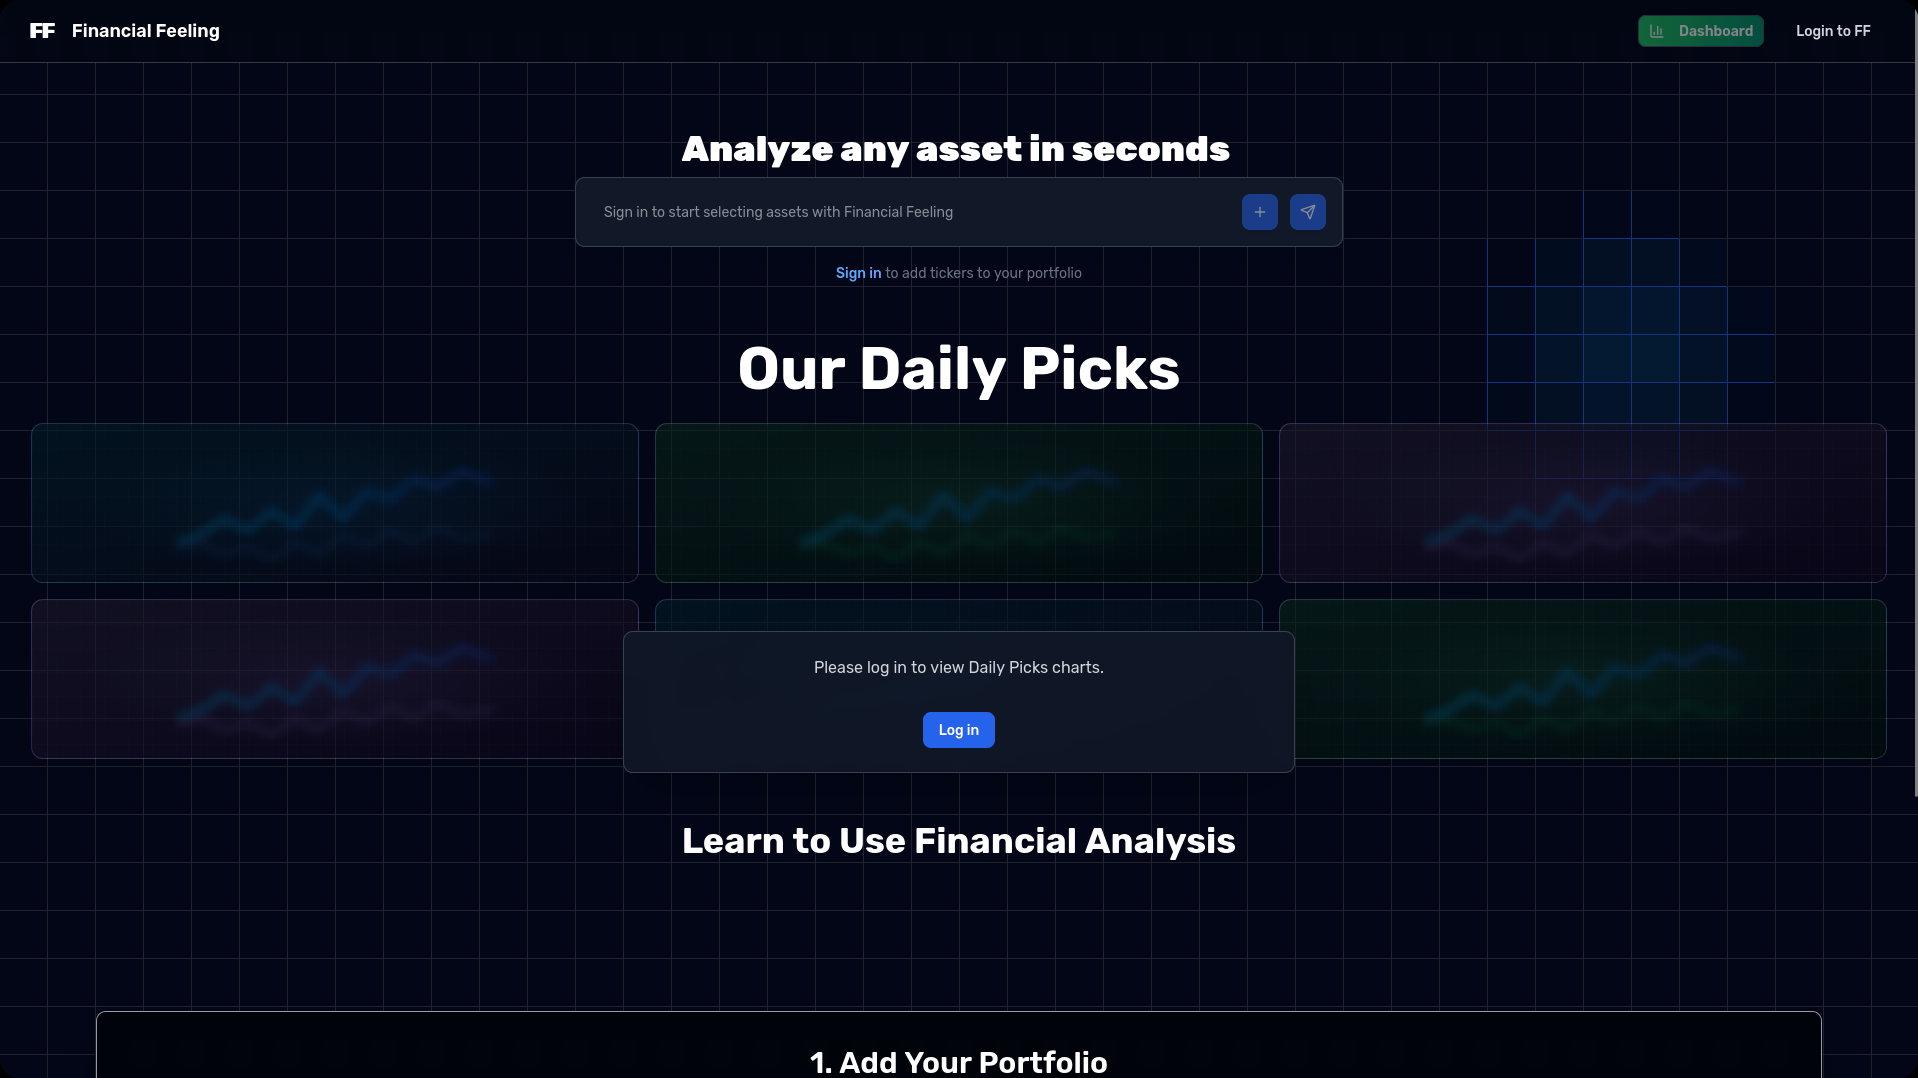 FF Financial Feeling
Dashboard
Login to FF
Analyze any asset in seconds
Sign in to start selecting assets with Financial Feeling
Sign in to add tickers to your portfolio
Our Daily Picks
Please log in to view Daily Picks charts.
Log in
Learn to Use Financial Analysis
1. Add Your Portfolio